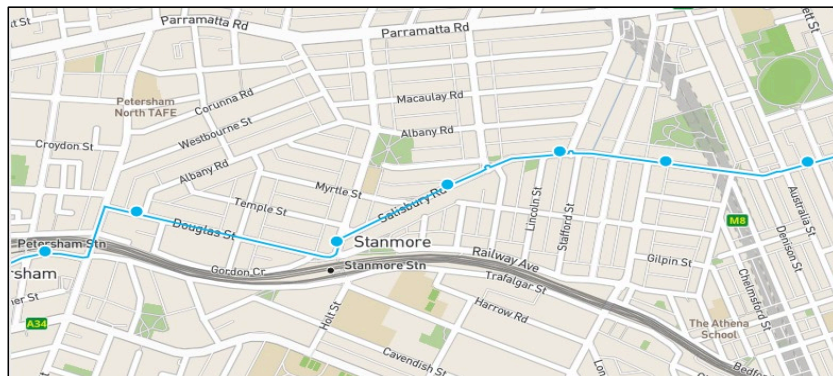 Parramatta Rd
Parramatta Rd
Corunna Rd
Macaulay Rd
Petersham
North TAFE
Westbourne St
Albany Rd
Croydon St
Albany Rd
Myrtle St
Salisbury Rd
Lincoln St
Stafford St
Australia St
Temple St
Douglas St
M8
Denison St
Petersham Stn
Stanmore
Railway Ave
Gilpin St
Gordon Cr
Stanmore Stn
Trafalgar St
Chelmsford St
Holt St
Harrow Rd
A34
The Athena
School
Cavendish St